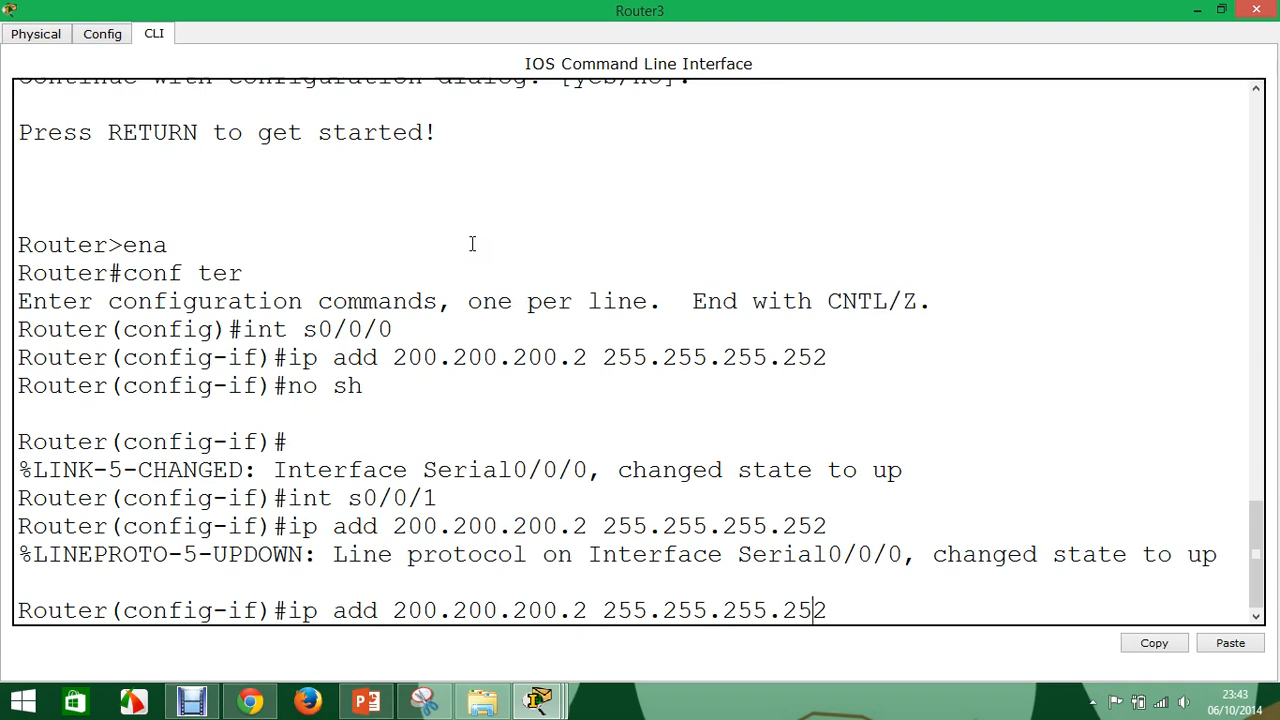 Router3
Physical Config CLI
IOS Command Line Interface
Continue with configuration dialog? [yes/no]:
Press RETURN to get started!
Router>ena
Router#conf ter
Enter configuration commands, one per line.  End with CNTL/Z.
Router(config)#int s0/0/0
Router(config-if)#ip add 200.200.200.2 255.255.255.252
Router(config-if)#no sh
Router(config-if)#
%LINK-5-CHANGED: Interface Serial0/0/0, changed state to up
Router(config-if)#int s0/0/1
Router(config-if)#ip add 200.200.200.2 255.255.255.252
%LINEPROTO-5-UPDOWN: Line protocol on Interface Serial0/0/0, changed state to up
Router(config-if)#ip add 200.200.200.2 255.255.255.252
Copy Paste
23:43
06/10/2014